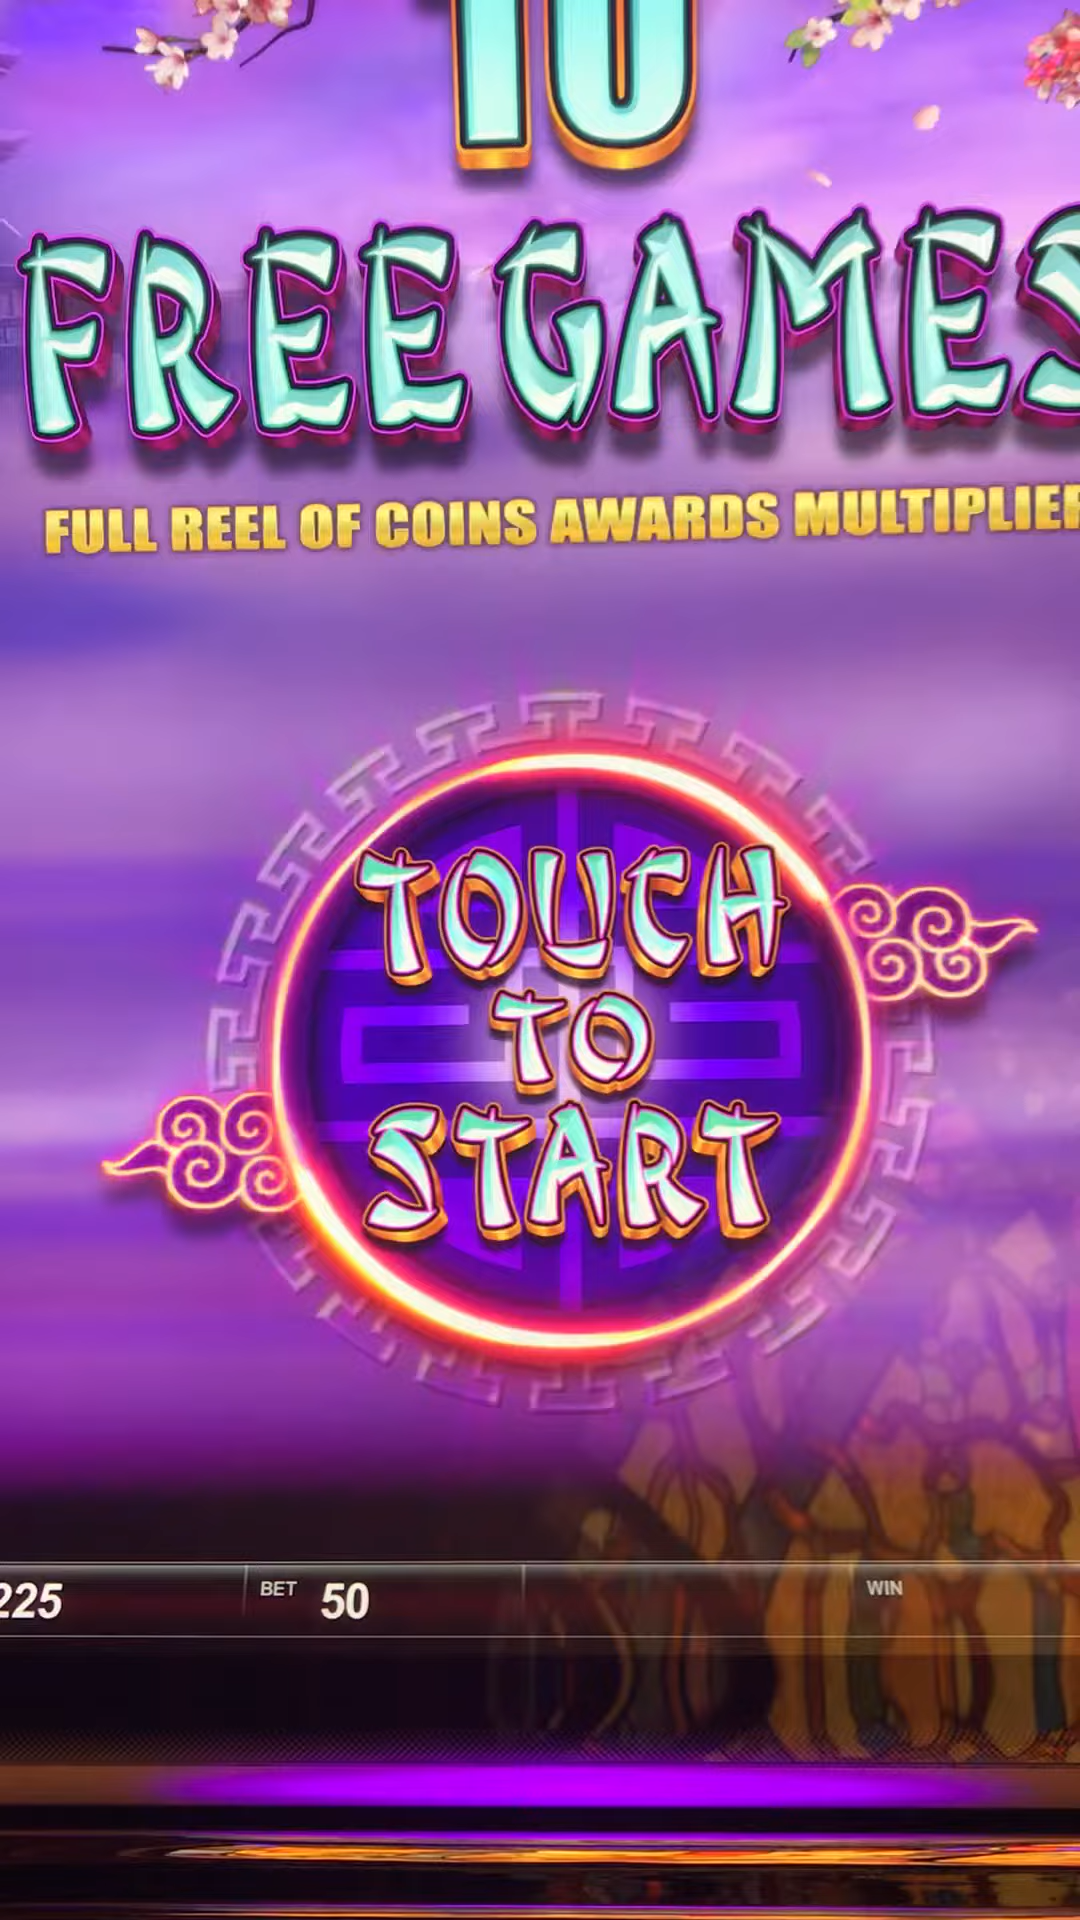 10
FREE GAMES
FULL REEL OF COINS AWARDS MULTIPLIER
TOUCH
TO
START
225 BET 50 WIN